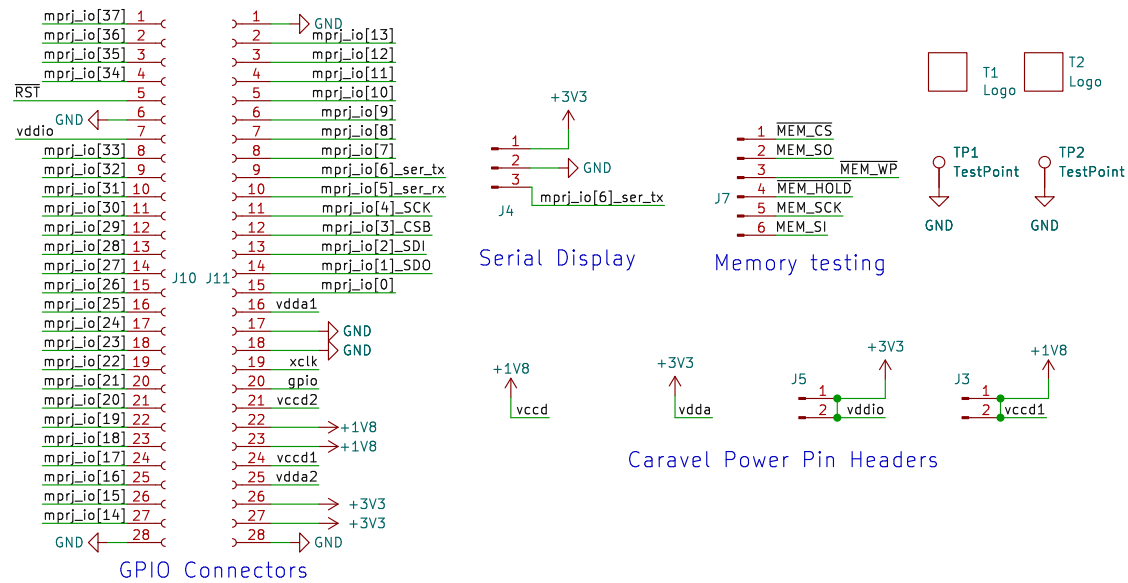 mprj_io[37] 1
mprj_io[36] 2
mprj_io[35] 3
mprj_io[34] 4
RST 5
GND 6
vddio 7
mprj_io[33] 8
mprj_io[32] 9
mprj_io[31] 10
mprj_io[30] 11
mprj_io[29] 12
mprj_io[28] 13
mprj_io[27] 14
mprj_io[26] 15
mprj_io[25] 16
mprj_io[24] 17
mprj_io[23] 18
mprj_io[22] 19
mprj_io[21] 20
mprj_io[20] 21
mprj_io[19] 22
mprj_io[18] 23
mprj_io[17] 24
mprj_io[16] 25
mprj_io[15] 26
mprj_io[14] 27
GND 28
J10
J11
1 GND
2 mprj_io[13]
3 mprj_io[12]
4 mprj_io[11]
5 mprj_io[10]
6 mprj_io[9]
7 mprj_io[8]
8 mprj_io[7]
9 mprj_io[6]_ser_tx
10 mprj_io[5]_ser_rx
11 mprj_io[4]_SCK
12 mprj_io[3]_CSB
13 mprj_io[2]_SDI
14 mprj_io[1]_SDO
15 mprj_io[0]
16 vdda1
17 GND
18 GND
19 xclk
20 gpio
21 vccd2
22 +1V8
23 +1V8
24 vccd1
25 vdda2
26 +3V3
27 +3V3
28 GND
GPIO Connectors
+3V3
1
2 GND
3
mprj_io[6]_ser_tx
J4
Serial Display
1 MEM_CS
2 MEM_SO
3 MEM_WP
4 MEM_HOLD
5 MEM_SCK
6 MEM_SI
J7
Memory testing
T1
Logo
T2
Logo
TP1
TestPoint
GND
TP2
TestPoint
GND
+1V8
vccd
+3V3
vdda
+3V3
J5
1
2 vddio
+1V8
J3
1
2 vccd1
Caravel Power Pin Headers